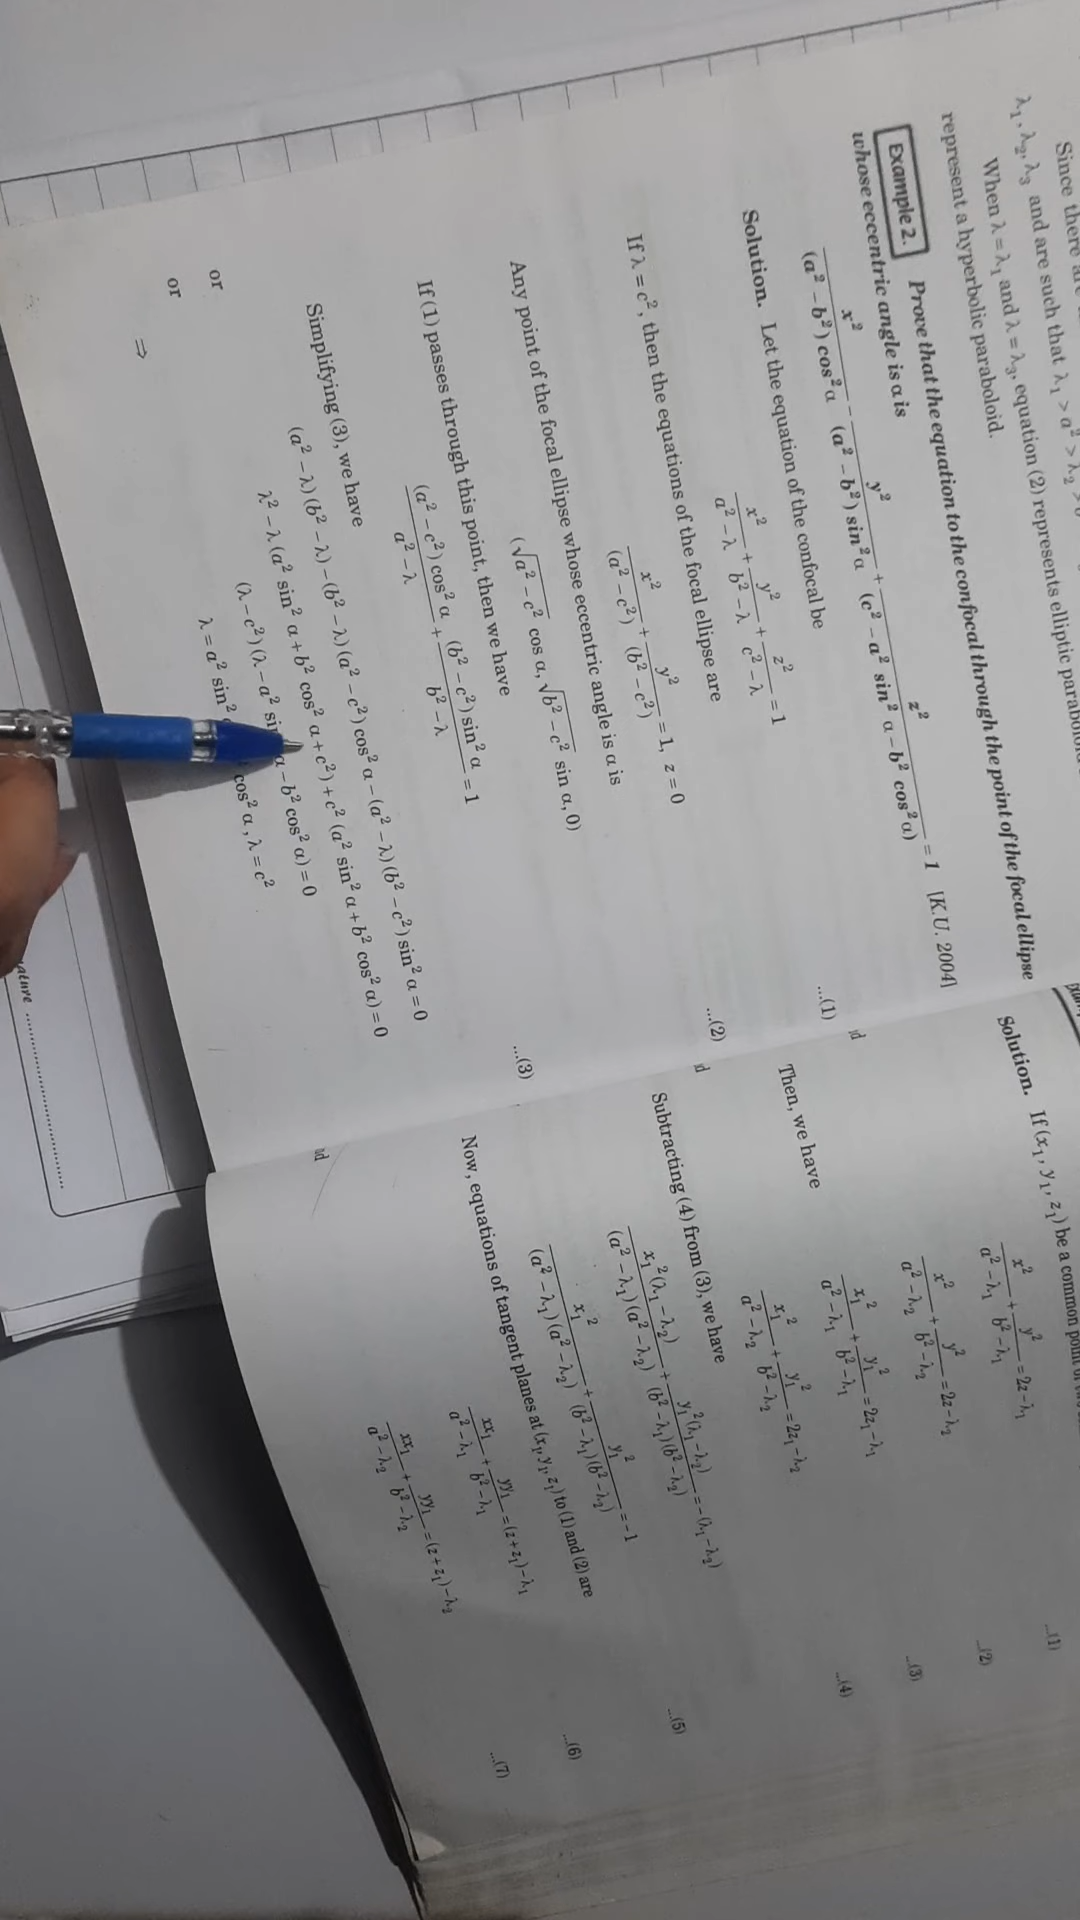 Since there are
λ₁, λ₂, λ₃ and are such that λ₁ > a² > λ₂ >
When λ = λ₁ and λ = λ₃, equation (2) represents elliptic
represent a hyperbolic paraboloid.
Example 2. Prove that the equation to the confocal through the point of the focal ellipse
whose eccentric angle is α is
x²/((a² – b²) cos² α) – y²/((a² – b²) sin² α) + z²/((c² – a² sin² α – b² cos² α)) = 1 [K.U. 2004]
Solution. Let the equation of the confocal be
x²/(a² – λ) + y²/(b² – λ) + z²/(c² – λ) = 1 ...(1)
If λ = c², then the equations of the focal ellipse are
x²/(a² – c²) + y²/(b² – c²) = 1, z = 0 ...(2)
Any point of the focal ellipse whose eccentric angle is α is
(√(a² – c²) cos α, √(b² – c²) sin α, 0)
If (1) passes through this point, then we have
(a² – c²) cos² α/(a² – λ) + (b² – c²) sin² α/(b² – λ) = 1 ...(3)
Simplifying (3), we have
(a² – λ) (b² – λ) – (b² – λ) (a² – c²) cos² α – (a² – λ) (b² – c²) sin² α = 0
or λ² – λ (a² sin² α + b² cos² α + c²) + c² (a² sin² α + b² cos² α) = 0
or (λ – c²) (λ – a² α – b² cos² α) = 0
⇒ λ = a² sin² cos² α, λ = c²
Solution. If (x₁, y₁, z₁) be a common point
x²/(a² – λ₁) + y²/(b² – λ₁) = 2z – λ₁ ...(1)
x²/(a² – λ₂) + y²/(b² – λ₂) = 2z – λ₂ ...(2)
Then, we have x₁²/(a² – λ₁) + y₁²/(b² – λ₁) = 2z₁ – λ₁ ...(3)
x₁²/(a² – λ₂) + y₁²/(b² – λ₂) = 2z₁ – λ₂ ...(4)
Subtracting (4) from (3), we have
x₁² (λ₁ – λ₂)/((a² – λ₁) (a² – λ₂)) + y₁² (λ₁ – λ₂)/((b² – λ₁) (b² – λ₂)) = – (λ₁ – λ₂)
x₁²/((a² – λ₁) (a² – λ₂)) + y₁²/((b² – λ₁) (b² – λ₂)) = –1 ...(5)
Now, equations of tangent planes at (x₁, y₁, z₁) to (1) and (2) are
xx₁/(a² – λ₁) + yy₁/(b² – λ₁) = (z + z₁) – λ₁ ...(6)
xx₁/(a² – λ₂) + yy₁/(b² – λ₂) = (z + z₁) – λ₂ ...(7)